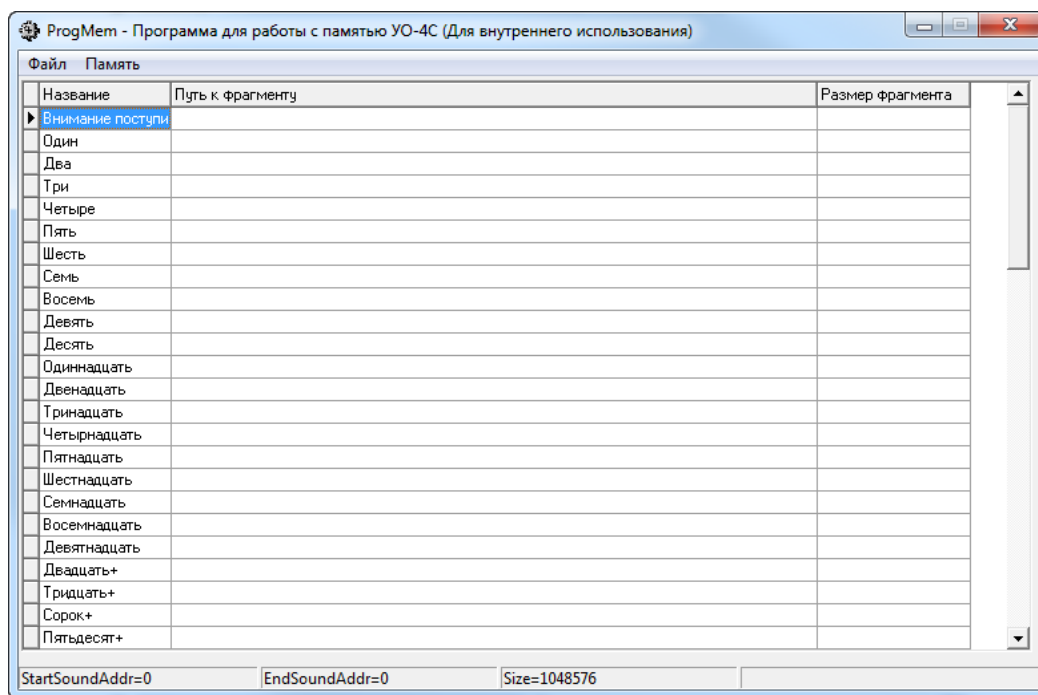 ProgMem - Программа для работы с памятью УО-4С (Для внутреннего использования)
Файл Память
Название Путь к фрагменту Размер фрагмента
Внимание поступи
Один
Два
Три
Четыре
Пять
Шесть
Семь
Восемь
Девять
Десять
Одиннадцать
Двенадцать
Тринадцать
Четырнадцать
Пятнадцать
Шестнадцать
Семнадцать
Восемнадцать
Девятнадцать
Двадцать+
Тридцать+
Сорок+
Пятьдесят+
StartSoundAddr=0 EndSoundAddr=0 Size=1048576